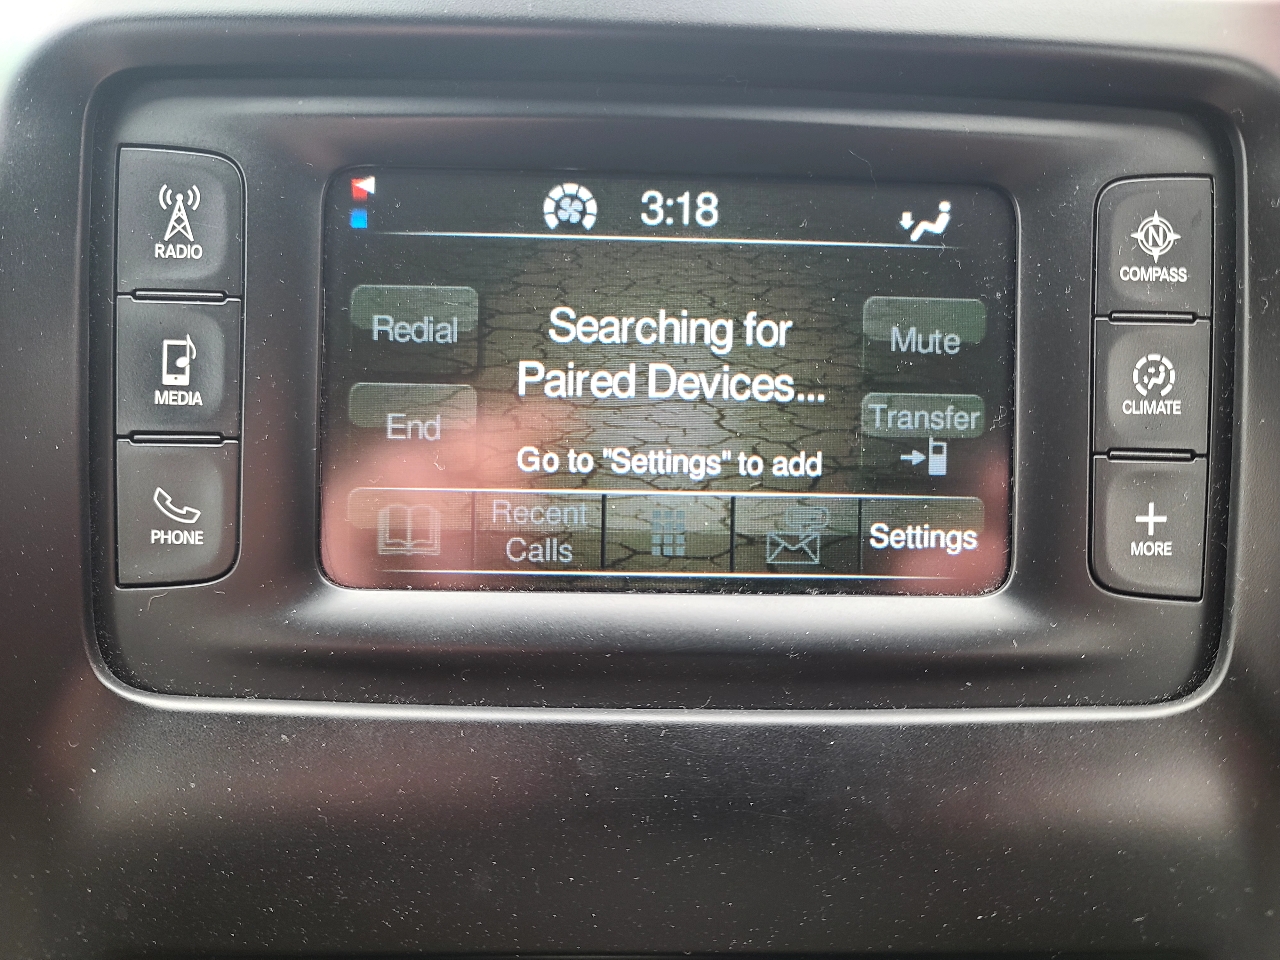 3:18
RADIO
MEDIA
PHONE
Redial
End
Searching for
Paired Devices...
Go to "Settings" to add
Mute
Transfer
Recent
Calls
Settings
N
COMPASS
CLIMATE
MORE